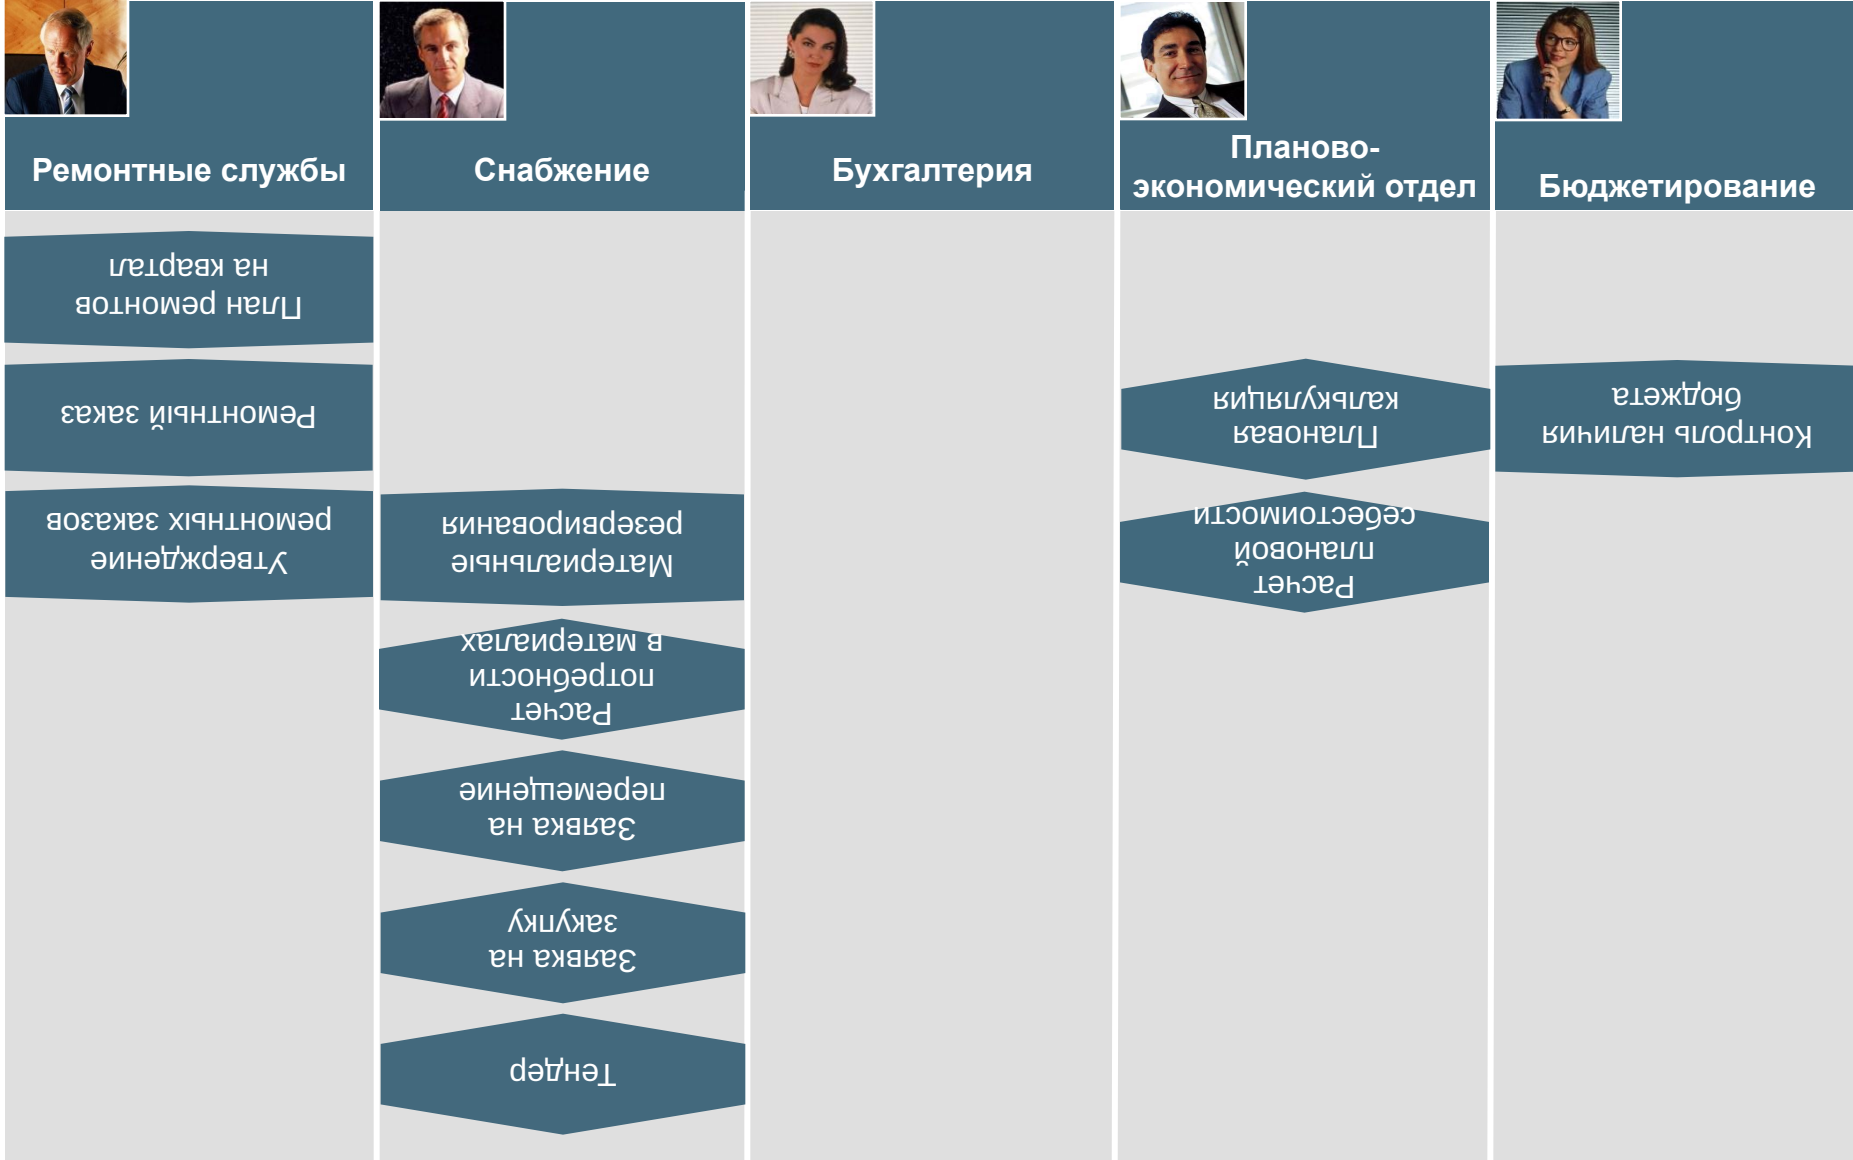 Ремонтные службы
Снабжение
Бухгалтерия
Планово-
экономический отдел
Бюджетирование
План ремонтов
на квартал
Ремонтный заказ
Утверждение
ремонтных заказов
Материальные
резервирования
Расчет
потребности
в материалах
Заявка на
перемещение
Заявка на
закупку
Тендер
Плановая
калькуляция
Расчет
плановой
себестоимости
Контроль наличия
бюджета